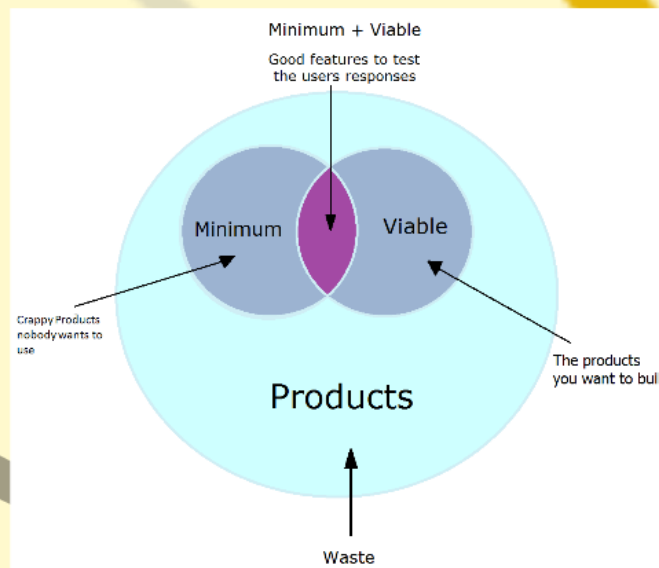 Minimum + Viable
Good features to test
the users responses
Minimum
Viable
Crappy Products
nobody wants to
use
The products
you want to buil
Products
Waste